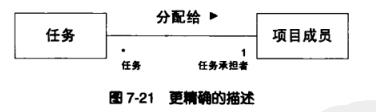 分配给 ►
任务
项目成员
* 1
任务 任务承担者
图 7-21 更精确的描述